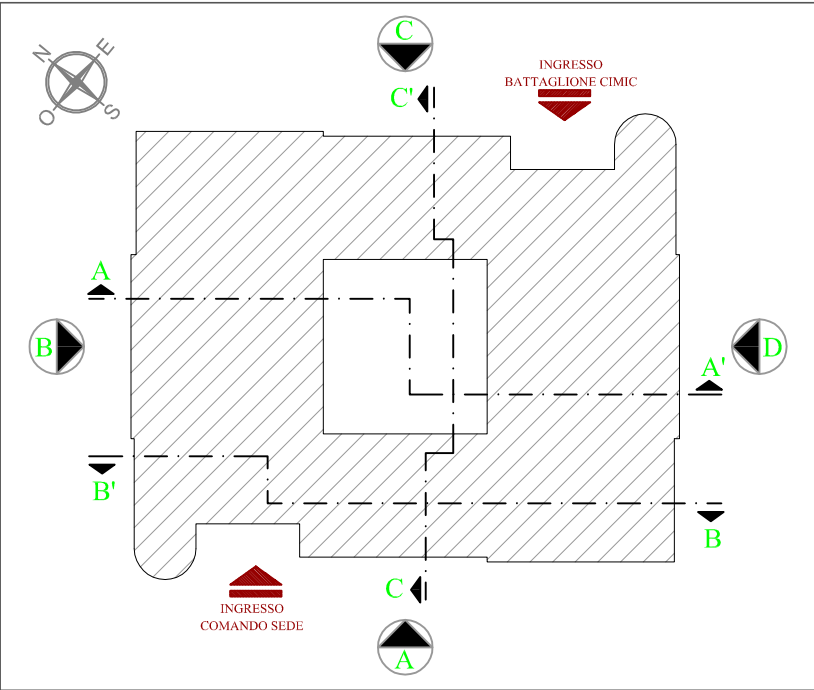 C
N
E
O
S
C'
INGRESSO
BATTAGLIONE CIMIC
A
B
D
A'
B'
B
C
INGRESSO
COMANDO SEDE
A